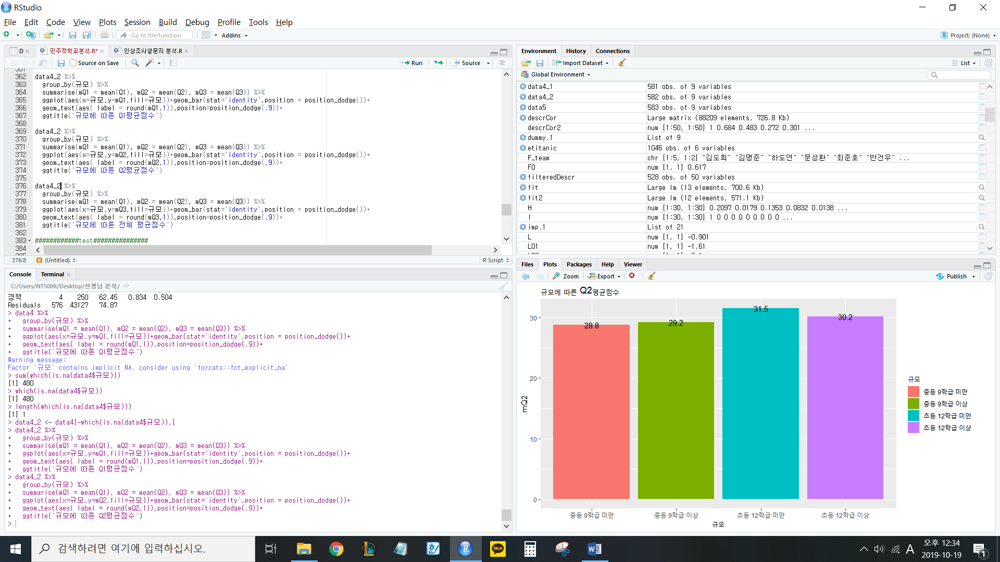 RStudio
File Edit Code View Plots Session Build Debug Profile Tools Help
Go to file/function Addins Project: (None)
D 민주적학교분석.R* 인상조사설문지 분석.R
Source on Save Run Source
361
362 data4_2 %>%
363 group_by(규모) %>%
364 summarise(mQ1 = mean(Q1), mQ2 = mean(Q2), mQ3 = mean(Q3)) %>%
365 ggplot(aes(x=규모,y=mQ1,fill=규모))+geom_bar(stat='identity',position = position_dodge())+
366 geom_text(aes( label = round(mQ1,1)),position=position_dodge(.9))+
367 ggtitle('규모에 따른 Q1평균점수')
368
369 data4_2 %>%
370 group_by(규모) %>%
371 summarise(mQ1 = mean(Q1), mQ2 = mean(Q2), mQ3 = mean(Q3)) %>%
372 ggplot(aes(x=규모,y=mQ2,fill=규모))+geom_bar(stat='identity',position = position_dodge())+
373 geom_text(aes( label = round(mQ2,1)),position=position_dodge(.9))+
374 ggtitle('규모에 따른 Q2평균점수')
375
376 data4_2 %>%
377 group_by(규모) %>%
378 summarise(mQ1 = mean(Q1), mQ2 = mean(Q2), mQ3 = mean(Q3)) %>%
379 ggplot(aes(x=규모,y=mQ3,fill=규모))+geom_bar(stat='identity',position = position_dodge())+
380 geom_text(aes( label = round(mQ3,1)),position=position_dodge(.9))+
381 ggtitle('규모에 따른 전체 평균점수')
382
383 ############test###############
384
376:8 (Untitled) R Script
Console Terminal
C:/Users/NT500R/Desktop/선생님 분석/
경력 4 250 62.45 0.834 0.504
Residuals 576 43127 74.87
> data4 %>%
+ group_by(규모) %>%
+ summarise(mQ1 = mean(Q1), mQ2 = mean(Q2), mQ3 = mean(Q3)) %>%
+ ggplot(aes(x=규모,y=mQ1,fill=규모))+geom_bar(stat='identity',position = position_dodge())+
+ geom_text(aes( label = round(mQ1,1)),position=position_dodge(.9))+
+ ggtitle('규모에 따른 Q1평균점수')
Warning message:
Factor `규모` contains implicit NA, consider using `forcats::fct_explicit_na`
> sum(which(is.na(data4$규모)))
[1] 480
> which(is.na(data4$규모))
[1] 480
> length(which(is.na(data4$규모)))
[1] 1
> data4_2 <- data4[-which(is.na(data4$규모)),]
> data4_2 %>%
+ group_by(규모) %>%
+ summarise(mQ1 = mean(Q1), mQ2 = mean(Q2), mQ3 = mean(Q3)) %>%
+ ggplot(aes(x=규모,y=mQ1,fill=규모))+geom_bar(stat='identity',position = position_dodge())+
+ geom_text(aes( label = round(mQ1,1)),position=position_dodge(.9))+
+ ggtitle('규모에 따른 Q1평균점수')
> data4_2 %>%
+ group_by(규모) %>%
+ summarise(mQ1 = mean(Q1), mQ2 = mean(Q2), mQ3 = mean(Q3)) %>%
+ ggplot(aes(x=규모,y=mQ2,fill=규모))+geom_bar(stat='identity',position = position_dodge())+
+ geom_text(aes( label = round(mQ2,1)),position=position_dodge(.9))+
+ ggtitle('규모에 따른 Q2평균점수')
>
Environment History Connections
Import Dataset List
Global Environment
data4_1 581 obs. of 9 variables
data4_2 582 obs. of 9 variables
data5 583 obs. of 9 variables
descrCor Large matrix (88209 elements, 726.8 Kb)
descrCor2 num [1:50, 1:50] 1 0.684 0.483 0.272 0.301 ...
dummy.1 List of 9
etitanic 1046 obs. of 6 variables
F_team chr [1:5, 1:2] "김도희" "김명준" "하도연" "문성환" "최준호" "반건우" ...
F0 num [1, 1] 0.617
filteredDescr 528 obs. of 50 variables
fit Large lm (13 elements, 700.6 Kb)
fit2 Large lm (12 elements, 571.1 Kb)
H num [1:30, 1:30] 0.2097 0.0179 0.1353 0.0832 0.0138 ...
I num [1:30, 1:30] 1 0 0 0 0 0 0 0 0 0 ...
imp.1 List of 21
L num [1, 1] -0.901
L01 num [1, 1] -1.61
Files Plots Packages Help Viewer
Zoom Export Publish
규모에 따른 Q2평균점수
30
20
10
0
mQ2
28.8 29.2 31.5 30.2
중등 9학급 미만 중등 9학급 이상 초등 12학급 미만 초등 12학급 이상
규모
규모
중등 9학급 미만
중등 9학급 이상
초등 12학급 미만
초등 12학급 이상
검색하려면 여기에 입력하십시오.
TALK
A
오후 12:34
2019-10-19
1